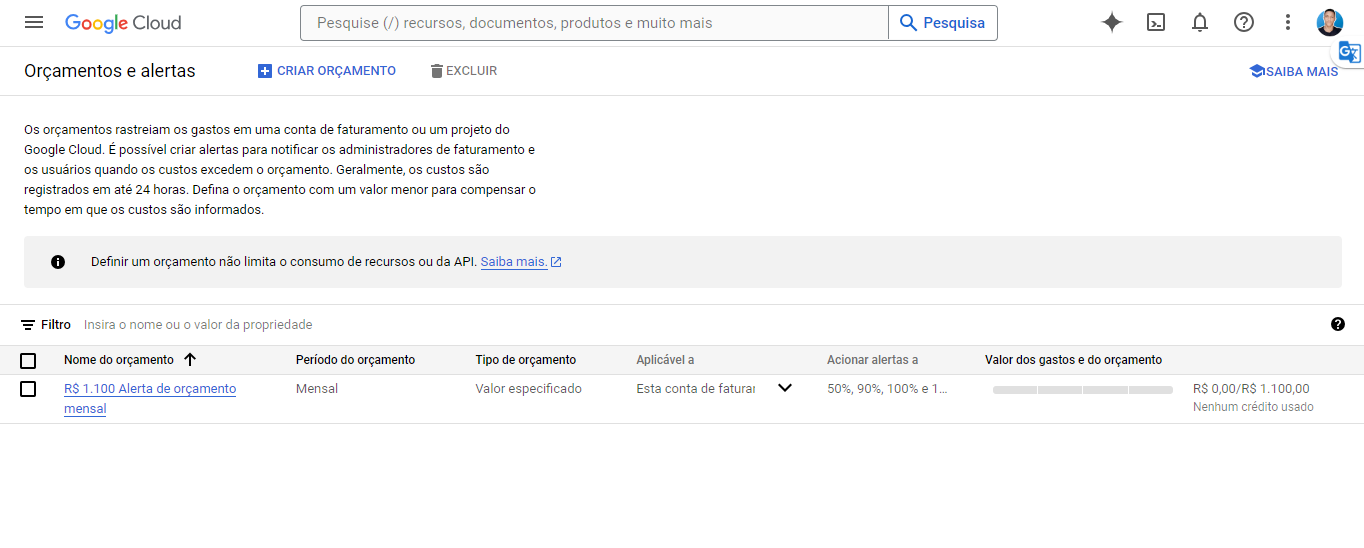 Google Cloud
Pesquise (/) recursos, documentos, produtos e muito mais
Pesquisa
Orçamentos e alertas
CRIAR ORÇAMENTO
EXCLUIR
SAIBA MAIS
Os orçamentos rastreiam os gastos em uma conta de faturamento ou um projeto do
Google Cloud. É possível criar alertas para notificar os administradores de faturamento e
os usuários quando os custos excedem o orçamento. Geralmente, os custos são
registrados em até 24 horas. Defina o orçamento com um valor menor para compensar o
tempo em que os custos são informados.
Definir um orçamento não limita o consumo de recursos ou da API. Saiba mais.
Filtro Insira o nome ou o valor da propriedade
Nome do orçamento Período do orçamento Tipo de orçamento Aplicável a Acionar alertas a Valor dos gastos e do orçamento
R$ 1.100 Alerta de orçamento
mensal
Mensal
Valor especificado
Esta conta de faturar
50%, 90%, 100% e 1...
R$ 0,00/R$ 1.100,00
Nenhum crédito usado